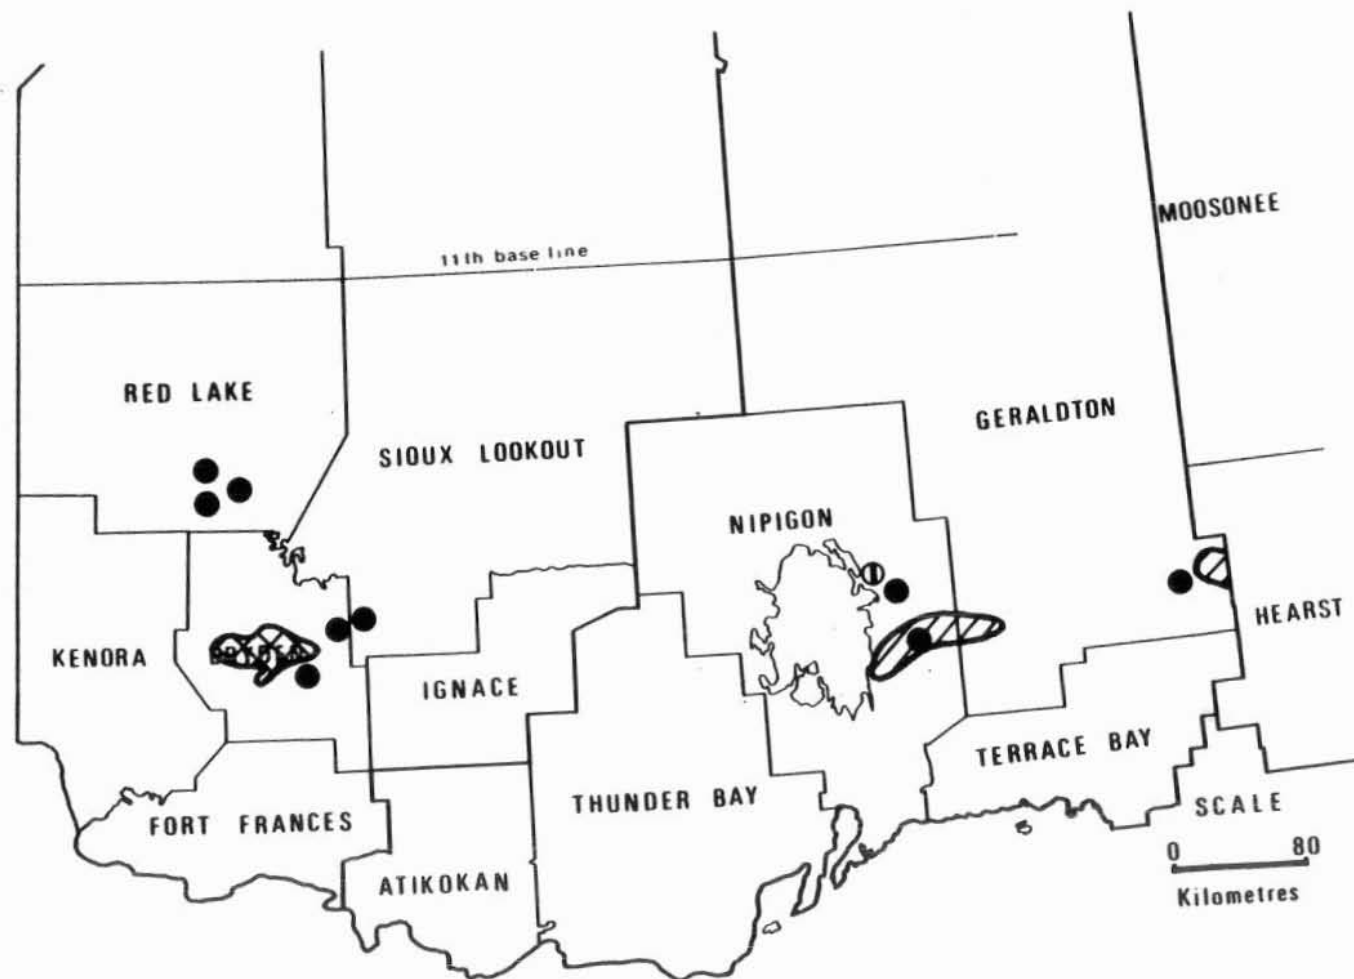 MOOSONEE
11th base line
RED LAKE
GERALDTON
SIOUX LOOKOUT
NIPIGON
HEARST
KENORA
IGNACE
TERRACE BAY
THUNDER BAY
SCALE
FORT FRANCES
0 80
ATIKOKAN
Kilometres